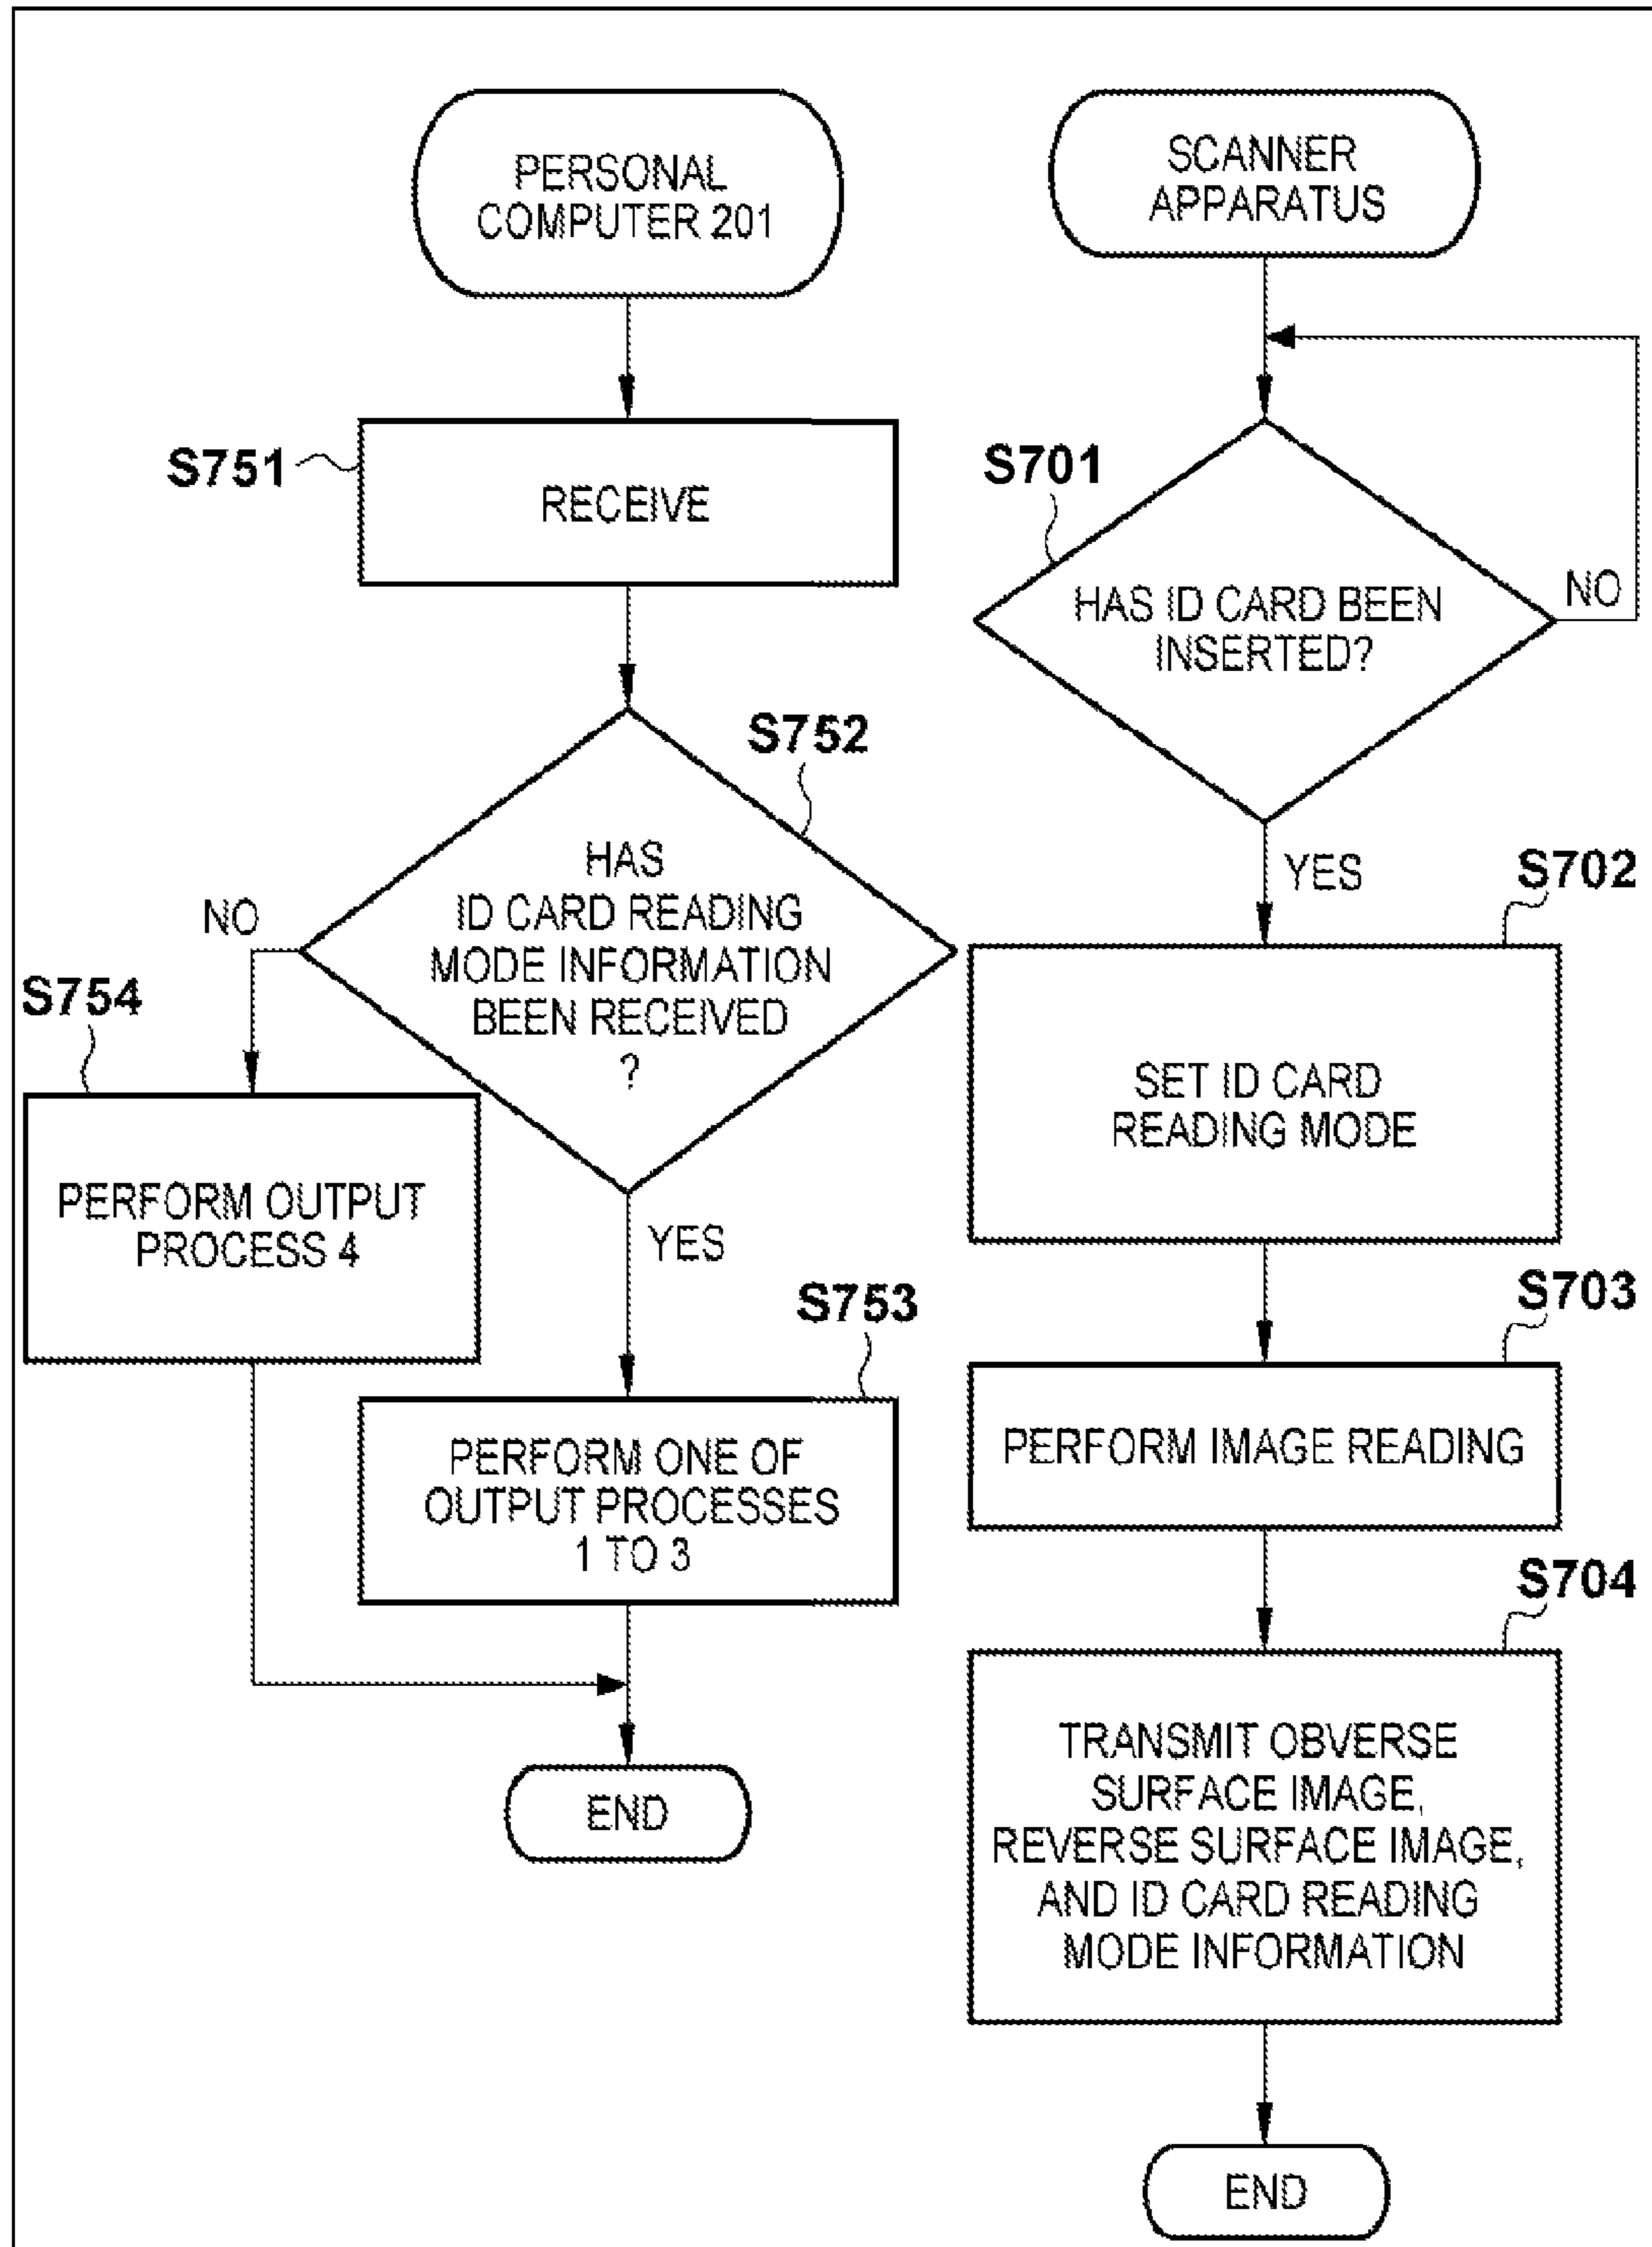 PERSONAL
COMPUTER 201
S751
RECEIVE
S752
HAS
ID CARD READING
MODE INFORMATION
BEEN RECEIVED
?
NO
S754
PERFORM OUTPUT
PROCESS 4
YES
S753
PERFORM ONE OF
OUTPUT PROCESSES
1 TO 3
END
SCANNER
APPARATUS
S701
HAS ID CARD BEEN
INSERTED?
NO
YES
S702
SET ID CARD
READING MODE
S703
PERFORM IMAGE READING
S704
TRANSMIT OBVERSE
SURFACE IMAGE,
REVERSE SURFACE IMAGE,
AND ID CARD READING
MODE INFORMATION
END